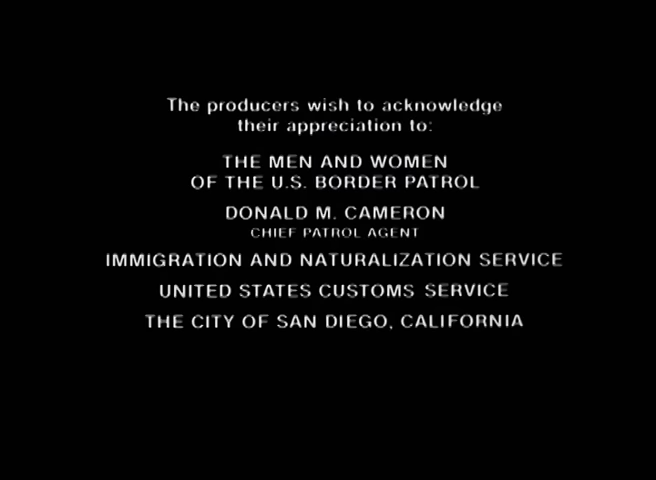 The producers wish to acknowledge
their appreciation to:
THE MEN AND WOMEN
OF THE U.S. BORDER PATROL
DONALD M. CAMERON
CHIEF PATROL AGENT
IMMIGRATION AND NATURALIZATION SERVICE
UNITED STATES CUSTOMS SERVICE
THE CITY OF SAN DIEGO, CALIFORNIA